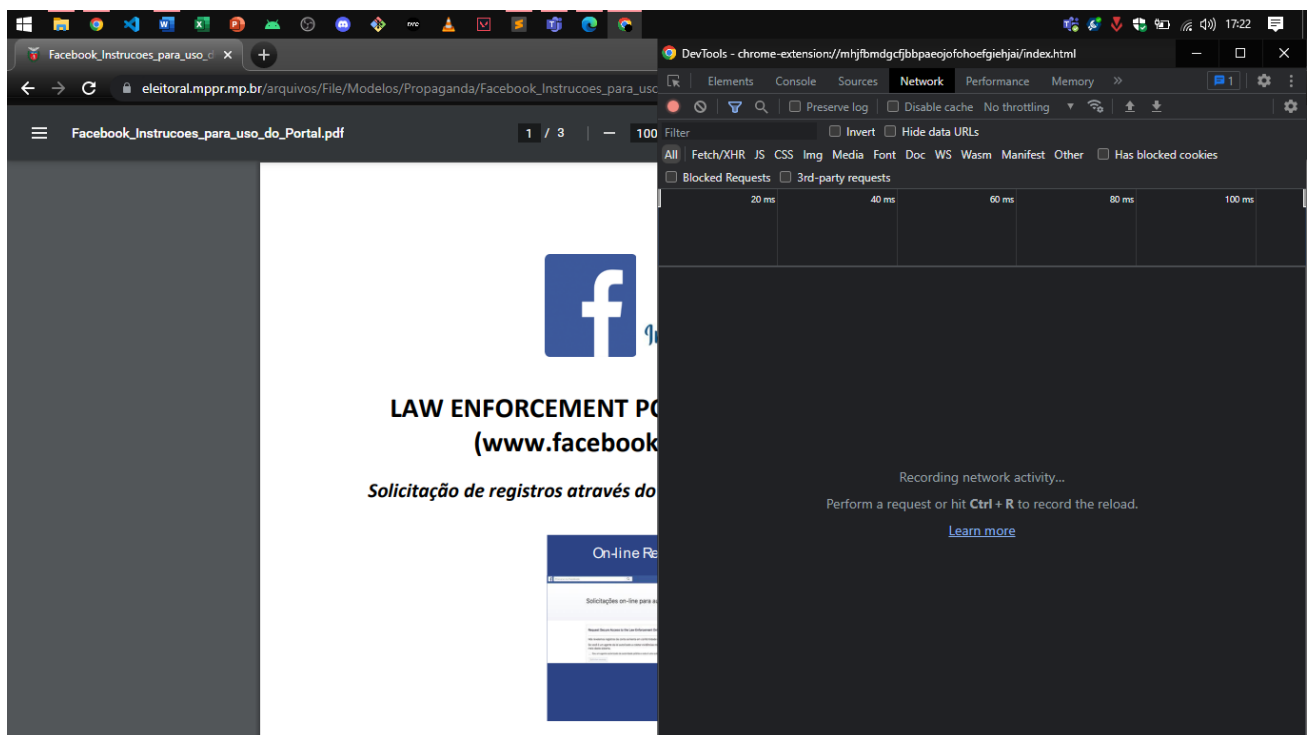 17:22
Facebook_Instrucoes_para_uso_d
DevTools - chrome-extension://mhjfbmdgcfjbbpaeojofohoefgiehjai/index.html
eleitoral.mppr.mp.br/arquivos/File/Modelos/Propaganda/Facebook_Instrucoes_para_usc
Elements Console Sources Network Performance Memory » 1
Preserve log Disable cache No throttling
Facebook_Instrucoes_para_uso_do_Portal.pdf 1 / 3 100
Filter Invert Hide data URLs
All Fetch/XHR JS CSS Img Media Font Doc WS Wasm Manifest Other Has blocked cookies
Blocked Requests 3rd-party requests
20 ms 40 ms 60 ms 80 ms 100 ms
LAW ENFORCEMENT PO
(www.facebook
Solicitação de registros através do
On-line Re
Solicitações on-line para a
Recording network activity...
Perform a request or hit Ctrl + R to record the reload.
Learn more